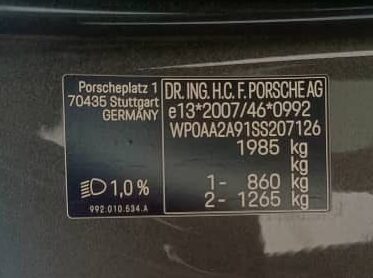 Porscheplatz 1
70435 Stuttgart
GERMANY
1,0 %
992.010.534.A
DR. ING. H.C. F. PORSCHE AG
e13*2007/46*0992
WP0AA2A91SS207126
1985 kg
kg
1- 860 kg
2- 1265 kg